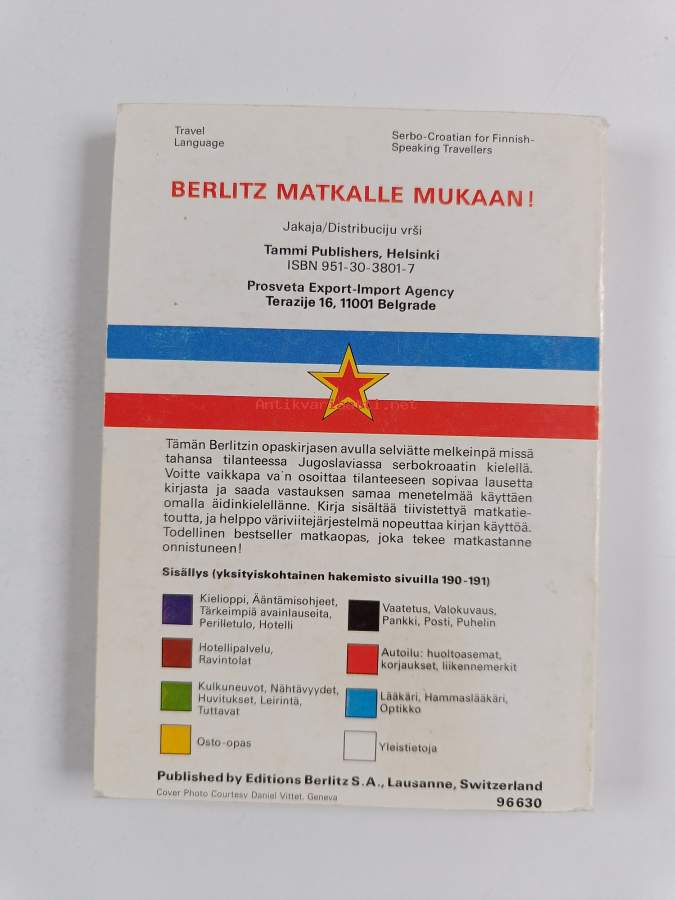 Travel
Language
Serbo-Croatian for Finnish-
Speaking Travellers
BERLITZ MATKALLE MUKAAN!
Jakaja/Distribuciju vrši
Tammi Publishers, Helsinki
ISBN 951-30-3801-7
Prosveta Export-Import Agency
Terazije 16, 11001 Belgrade
Antikvariaatti.net
Tämän Berlitzin opaskirjasen avulla selviätte melkeinpä missä
tahansa tilanteessa Jugoslaviassa serbokroaatin kielellä.
Voitte vaikkapa va'n osoittaa tilanteeseen sopivaa lausetta
kirjasta ja saada vastauksen samaa menetelmää käyttäen
omalla äidinkielellänne. Kirja sisältää tiivistettyä matkatie-
toutta, ja helppo väriviitejärjestelmä nopeuttaa kirjan käyttöä.
Todellinen bestseller matkaopas, joka tekee matkastanne
onnistuneen!
Sisällys (yksityiskohtainen hakemisto sivuilla 190-191)
Kielioppi, Ääntämisohjeet,
Tärkeimpiä avainlauseita,
Perilletulo, Hotelli
Hotellipalvelu,
Ravintolat
Kulkuneuvot, Nähtävyydet,
Huvitukset, Leirintä,
Tuttavat
Osto-opas
Vaatetus, Valokuvaus,
Pankki, Posti, Puhelin
Autoilu: huoltoasemat,
korjaukset, liikennemerkit
Lääkäri, Hammaslääkäri,
Optikko
Yleistietoja
Published by Editions Berlitz S.A., Lausanne, Switzerland
Cover Photo Courtesy Daniel Vittet, Geneva
96630